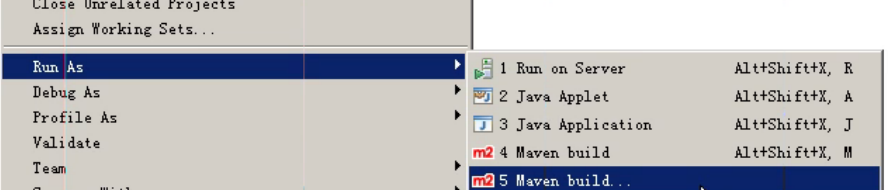 Close Unrelated Projects
Assign Working Sets...
Run As
Debug As
Profile As
Validate
Team
1 Run on Server Alt+Shift+X, R
2 Java Applet Alt+Shift+X, A
3 Java Application Alt+Shift+X, J
m2 4 Maven build Alt+Shift+X, M
m2 5 Maven build...